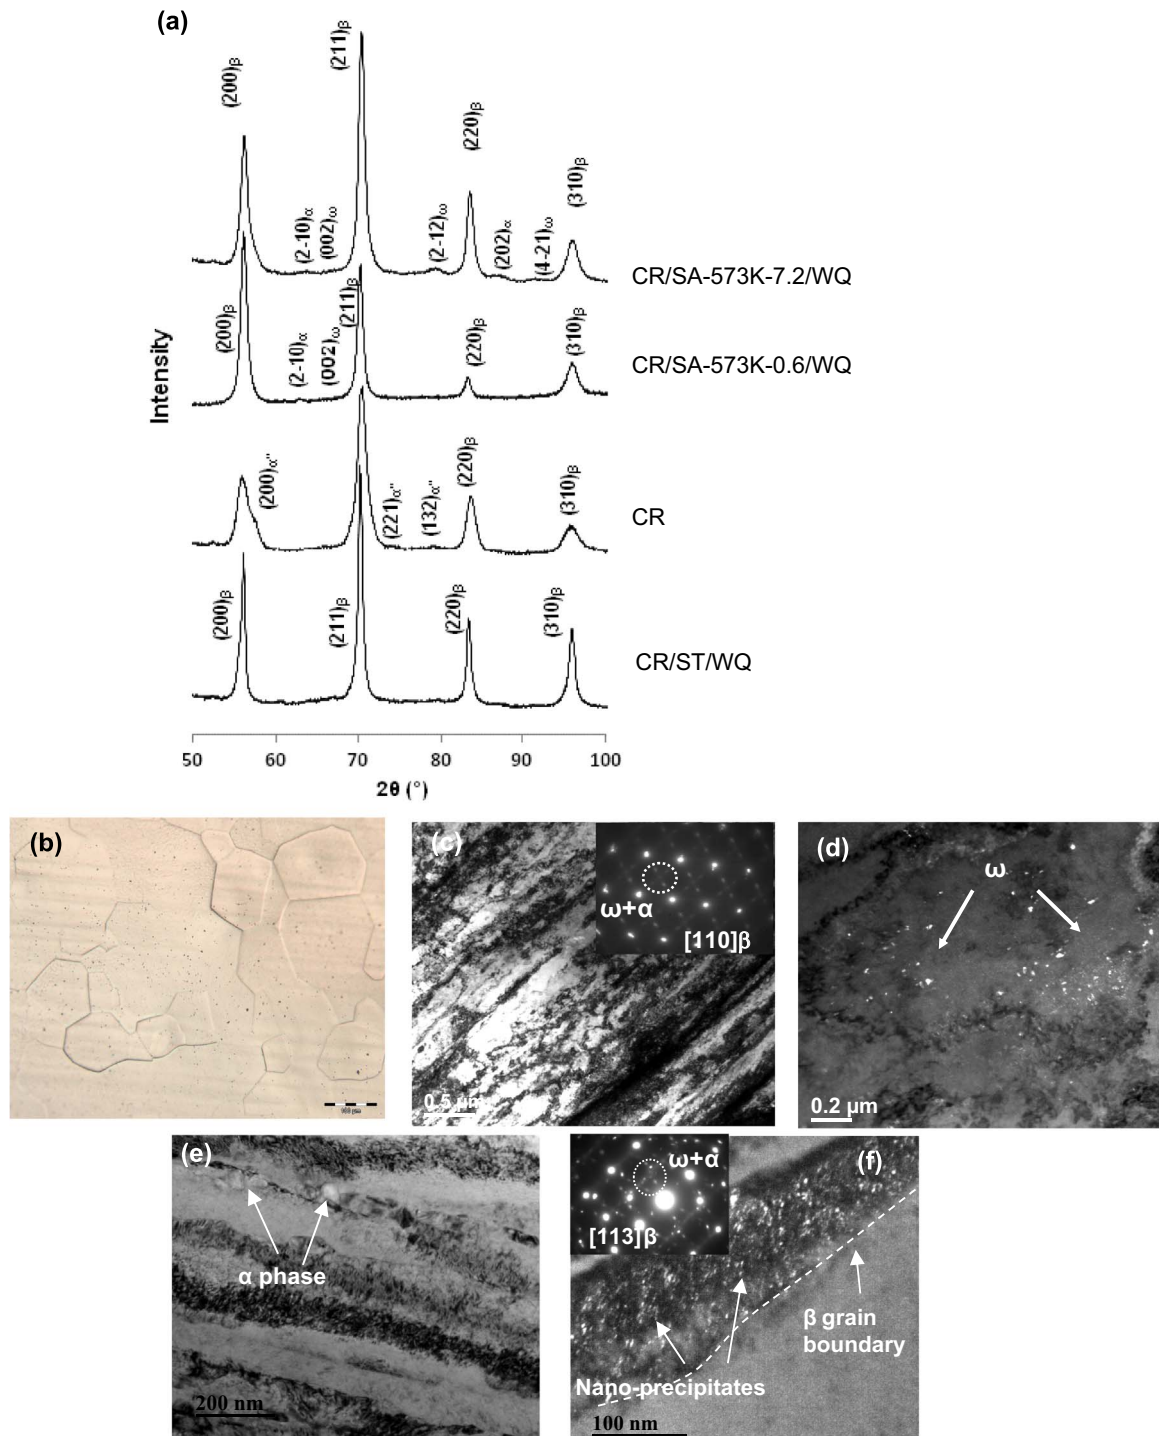 (a)
(200)β
(211)β
(220)β
(310)β
(2-10)α
(002)ω
(2-12)ω
(202)α
(4-21)ω
CR/SA-573K-7.2/WQ
(200)β
(2-10)α
(002)ω
(211)β
(220)β
(310)β
CR/SA-573K-0.6/WQ
(200)α"
(221)α"
(132)α"
(220)β
(310)β
CR
(200)β
(211)β
(220)β
(310)β
CR/ST/WQ
Intensity
50 60 70 80 90 100
2θ (°)
(b)
100 µm
(c)
ω+α
[110]β
0.5 µm
(d)
ω
0.2 µm
(e)
α phase
200 nm
(f)
ω+α
[113]β
β grain
boundary
Nano-precipitates
100 nm